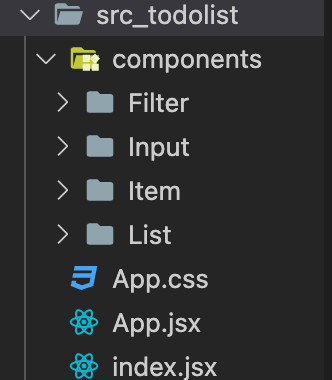 src_todolist
components
Filter
Input
Item
List
App.css
App.jsx
index.jsx